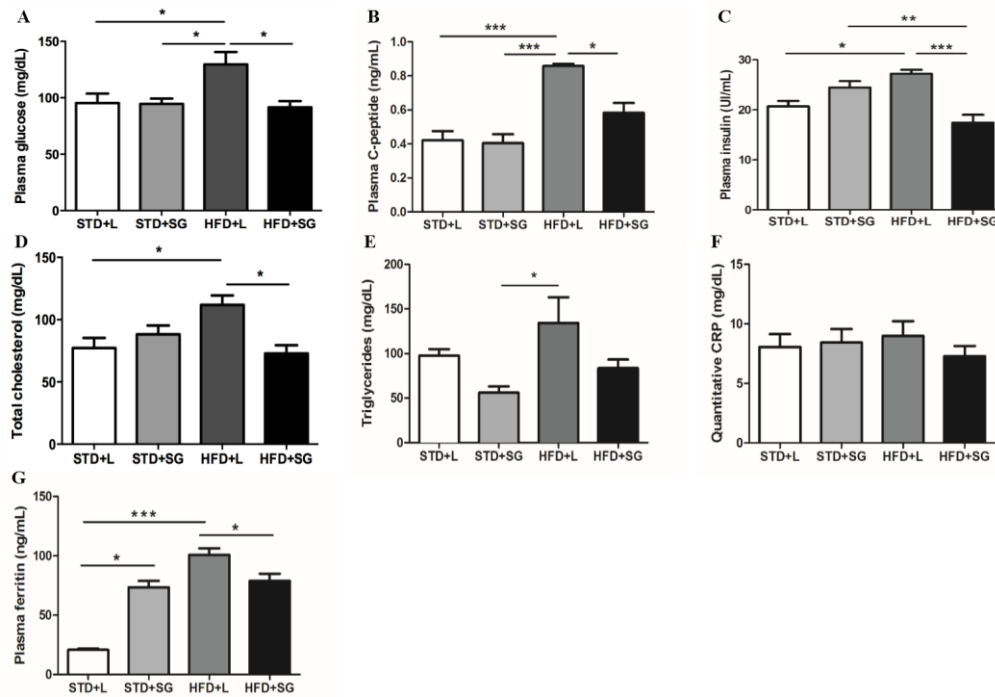 A
Plasma glucose (mg/dL)
150
100
50
0
*
*
*
STD+L STD+SG HFD+L HFD+SG
B
Plasma C-peptide (ng/mL)
1.0
0.8
0.6
0.4
0.2
0.0
***
***
*
STD+L STD+SG HFD+L HFD+SG
C
Plasma insulin (UI/mL)
30
20
10
0
**
*
***
STD+L STD+SG HFD+L HFD+SG
D
Total cholesterol (mg/dL)
150
100
50
0
*
*
STD+L STD+SG HFD+L HFD+SG
E
Triglycerides (mg/dL)
200
150
100
50
0
*
STD+L STD+SG HFD+L HFD+SG
F
Quantitative CRP (mg/dL)
15
10
5
0
STD+L STD+SG HFD+L HFD+SG
G
Plasma ferritin (ng/mL)
150
100
50
0
***
*
*
STD+L STD+SG HFD+L HFD+SG